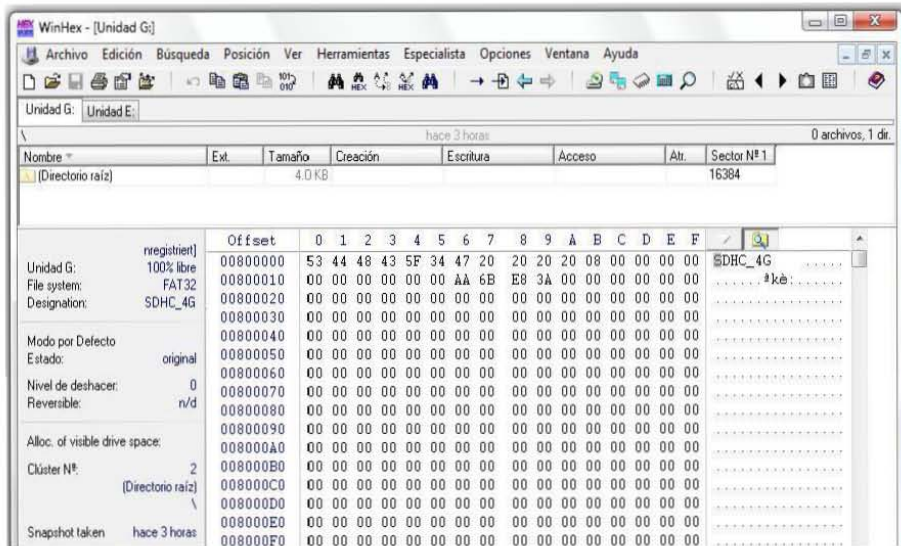 WinHex - [Unidad G:]
Archivo Edición Búsqueda Posición Ver Herramientas Especialista Opciones Ventana Ayuda
Unidad G: Unidad E:
\ hace 3 horas 0 archivos, 1 dir.
Nombre Ext. Tamaño Creación Escritura Acceso Atr. Sector Nº 1
(Directorio raíz) 4.0 KB 16384
nregistriert]
Unidad G: 100% libre
File system: FAT32
Designation: SDHC_4G
Modo por Defecto
Estado: original
Nivel de deshacer: 0
Reversible: n/d
Alloc. of visible drive space:
Clúster Nº: 2
(Directorio raíz)
\
Snapshot taken hace 3 horas
Offset 0 1 2 3 4 5 6 7 8 9 A B C D E F
00800000 53 44 48 43 5F 34 47 20 20 20 20 08 00 00 00 00 SDHC_4G .....
00800010 00 00 00 00 00 00 AA 6B E8 3A 00 00 00 00 00 00 ......ªkè:......
00800020 00 00 00 00 00 00 00 00 00 00 00 00 00 00 00 00 ................
00800030 00 00 00 00 00 00 00 00 00 00 00 00 00 00 00 00 ................
00800040 00 00 00 00 00 00 00 00 00 00 00 00 00 00 00 00 ................
00800050 00 00 00 00 00 00 00 00 00 00 00 00 00 00 00 00 ................
00800060 00 00 00 00 00 00 00 00 00 00 00 00 00 00 00 00 ................
00800070 00 00 00 00 00 00 00 00 00 00 00 00 00 00 00 00 ................
00800080 00 00 00 00 00 00 00 00 00 00 00 00 00 00 00 00 ................
00800090 00 00 00 00 00 00 00 00 00 00 00 00 00 00 00 00 ................
008000A0 00 00 00 00 00 00 00 00 00 00 00 00 00 00 00 00 ................
008000B0 00 00 00 00 00 00 00 00 00 00 00 00 00 00 00 00 ................
008000C0 00 00 00 00 00 00 00 00 00 00 00 00 00 00 00 00 ................
008000D0 00 00 00 00 00 00 00 00 00 00 00 00 00 00 00 00 ................
008000E0 00 00 00 00 00 00 00 00 00 00 00 00 00 00 00 00 ................
008000F0 00 00 00 00 00 00 00 00 00 00 00 00 00 00 00 00 ................